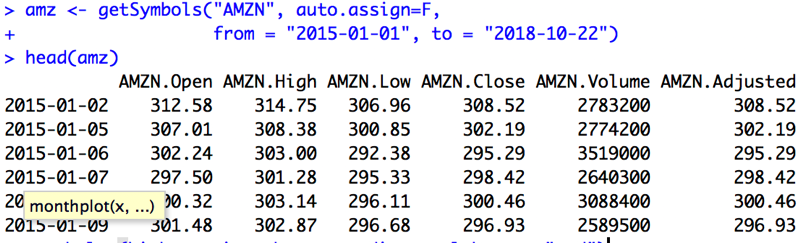 > amz <- getSymbols("AMZN", auto.assign=F,
+                  from = "2015-01-01", to = "2018-10-22")
> head(amz)
           AMZN.Open AMZN.High AMZN.Low AMZN.Close AMZN.Volume AMZN.Adjusted
2015-01-02    312.58    314.75   306.96     308.52     2783200        308.52
2015-01-05    307.01    308.38   300.85     302.19     2774200        302.19
2015-01-06    302.24    303.00   292.38     295.29     3519000        295.29
2015-01-07    297.50    301.28   295.33     298.42     2640300        298.42
monthplot(x, ...) 00.32    303.14   296.11     300.46     3088400        300.46
2015-01-09    301.48    302.87   296.68     296.93     2589500        296.93